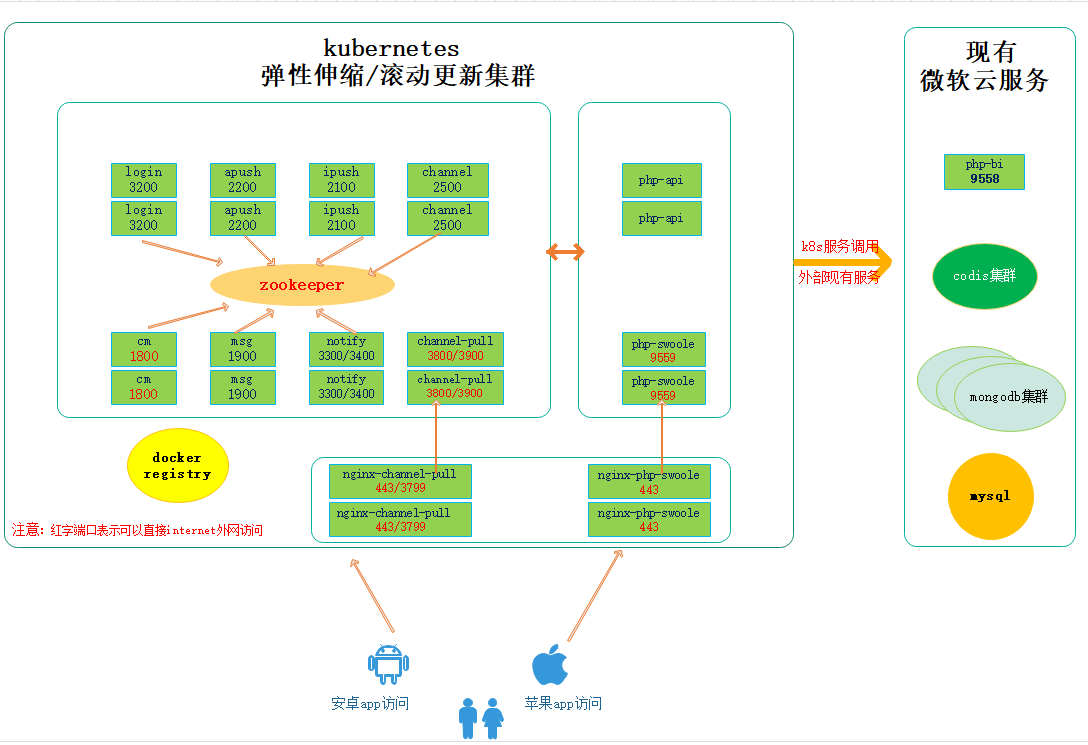 kubernetes
弹性伸缩/滚动更新集群
现有
微软云服务
login
3200
apush
2200
ipush
2100
channel
2500
php-api
login
3200
apush
2200
ipush
2100
channel
2500
php-api
php-bi
9558
k8s服务调用
外部现有服务
codis集群
zookeeper
cm
1800
msg
1900
notify
3300/3400
channel-pull
3800/3900
php-swoole
9559
cm
1800
msg
1900
notify
3300/3400
channel-pull
3800/3900
php-swoole
9559
mongodb集群
docker
registry
nginx-channel-pull
443/3799
nginx-php-swoole
443
nginx-channel-pull
443/3799
nginx-php-swoole
443
mysql
注意：红字端口表示可以直接internet外网访问
安卓app访问
苹果app访问